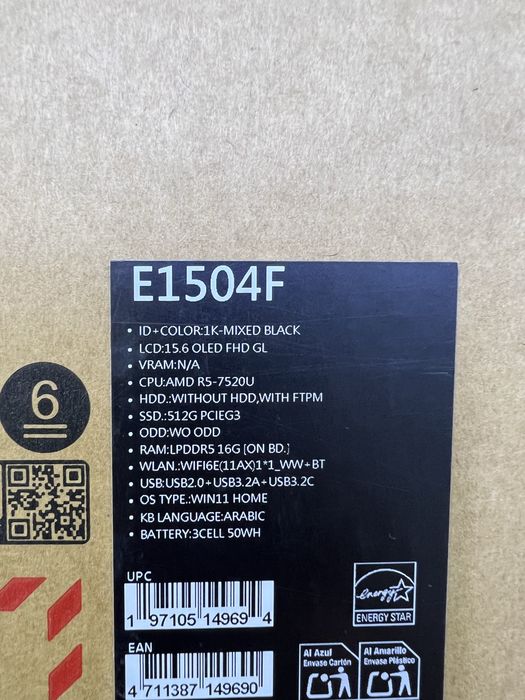 E1504F
• ID+COLOR:1K-MIXED BLACK
• LCD:15.6 OLED FHD GL
• VRAM:N/A
• CPU:AMD R5-7520U
• HDD.:WITHOUT HDD,WITH FTPM
• SSD.:512G PCIEG3
• ODD:WO ODD
• RAM:LPDDR5 16G [ON BD.]
• WLAN.:WIFI6E(11AX)1*1_WW+BT
• USB:USB2.0+USB3.2A+USB3.2C
• OS TYPE.:WIN11 HOME
• KB LANGUAGE:ARABIC
• BATTERY:3CELL 50WH
6
UPC
1 97105 14969 4
energy
ENERGY STAR
EAN
4 711387 149690
Al Azul
Envase Cartón
Al Amarillo
Envase Plástico